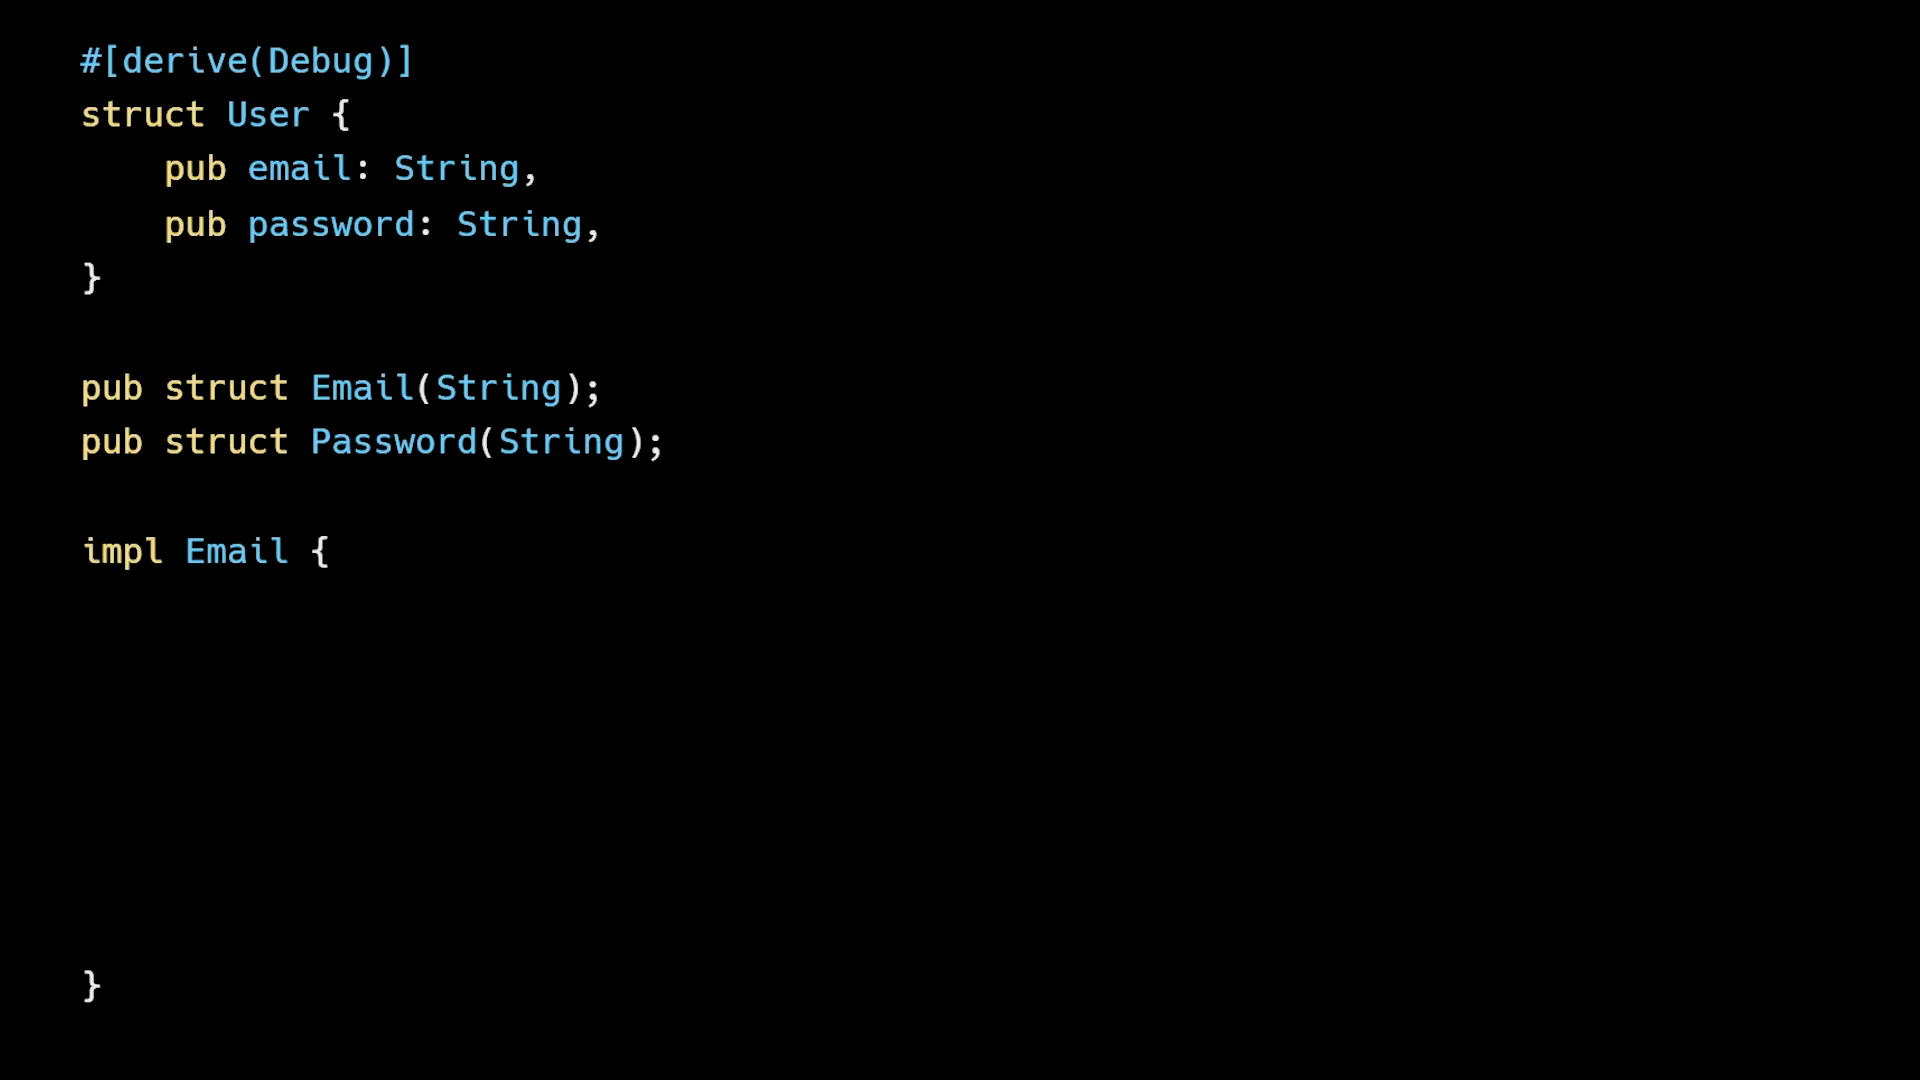 #[derive(Debug)]
struct User {
    pub email: String,
    pub password: String,
}

pub struct Email(String);
pub struct Password(String);

impl Email {

}